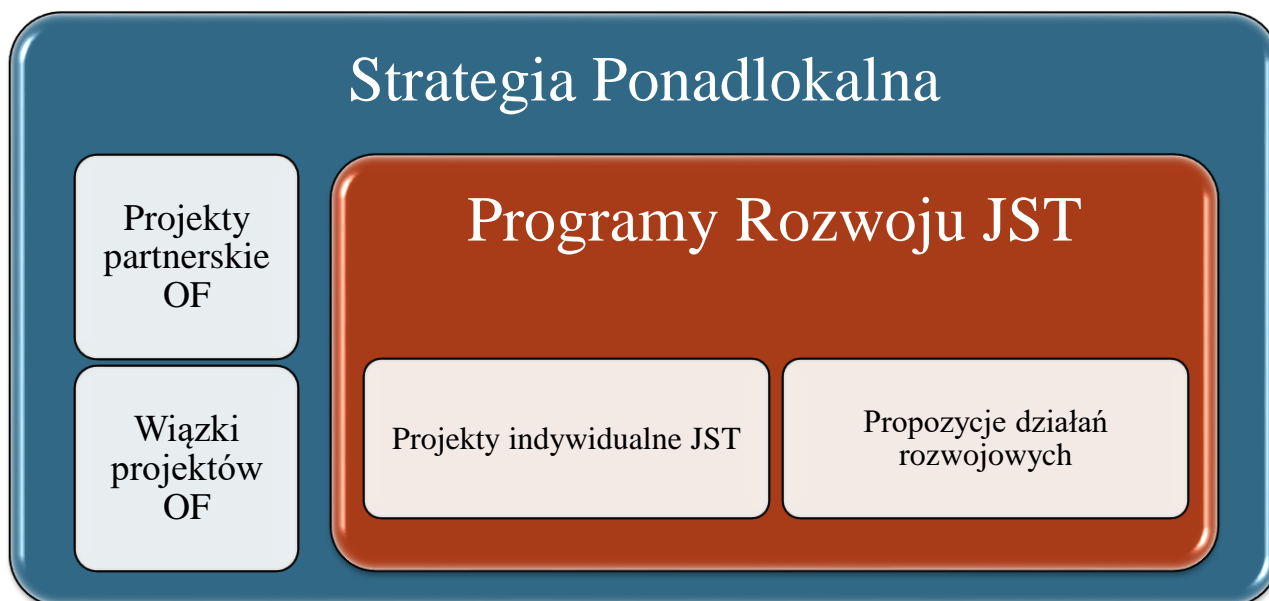 Strategia Ponadlokalna
Projekty
partnerskie
OF
Wiązki
projektów
OF
Programy Rozwoju JST
Projekty indywidualne JST
Propozycje działań
rozwojowych